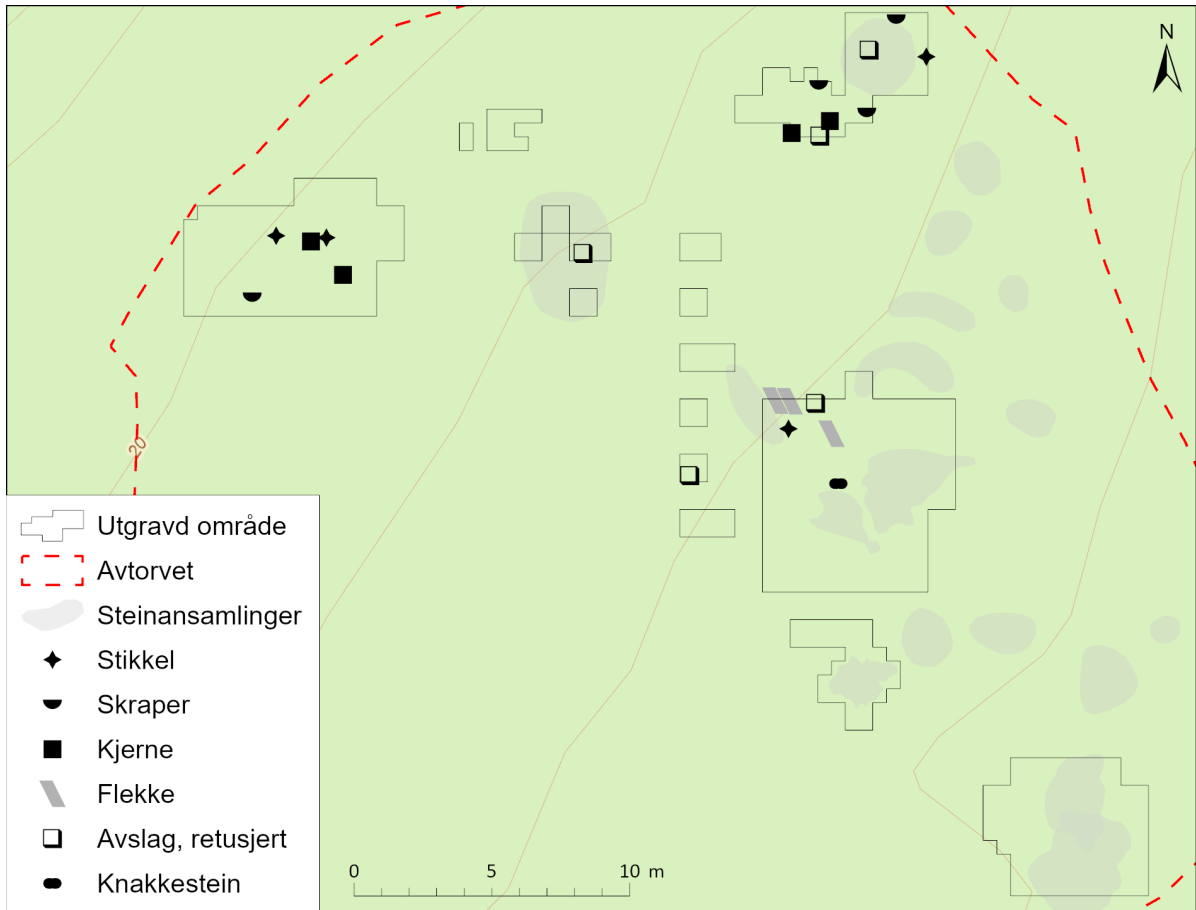 N
20
Utgravd område
Avtorvet
Steinansamlinger
Stikkel
Skraper
Kjerne
Flekke
Avslag, retusjert
Knakkestein
0 5 10 m